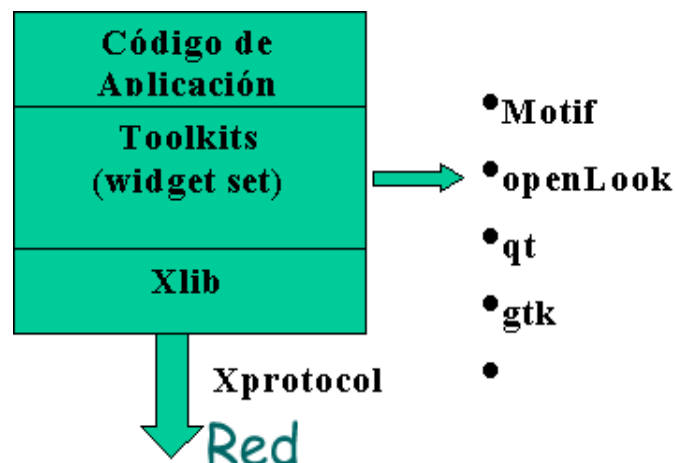 Código de
Aplicación
Toolkits
(widget set)
Xlib
•Motif
•openLook
•qt
•gtk
•
Xprotocol
Red